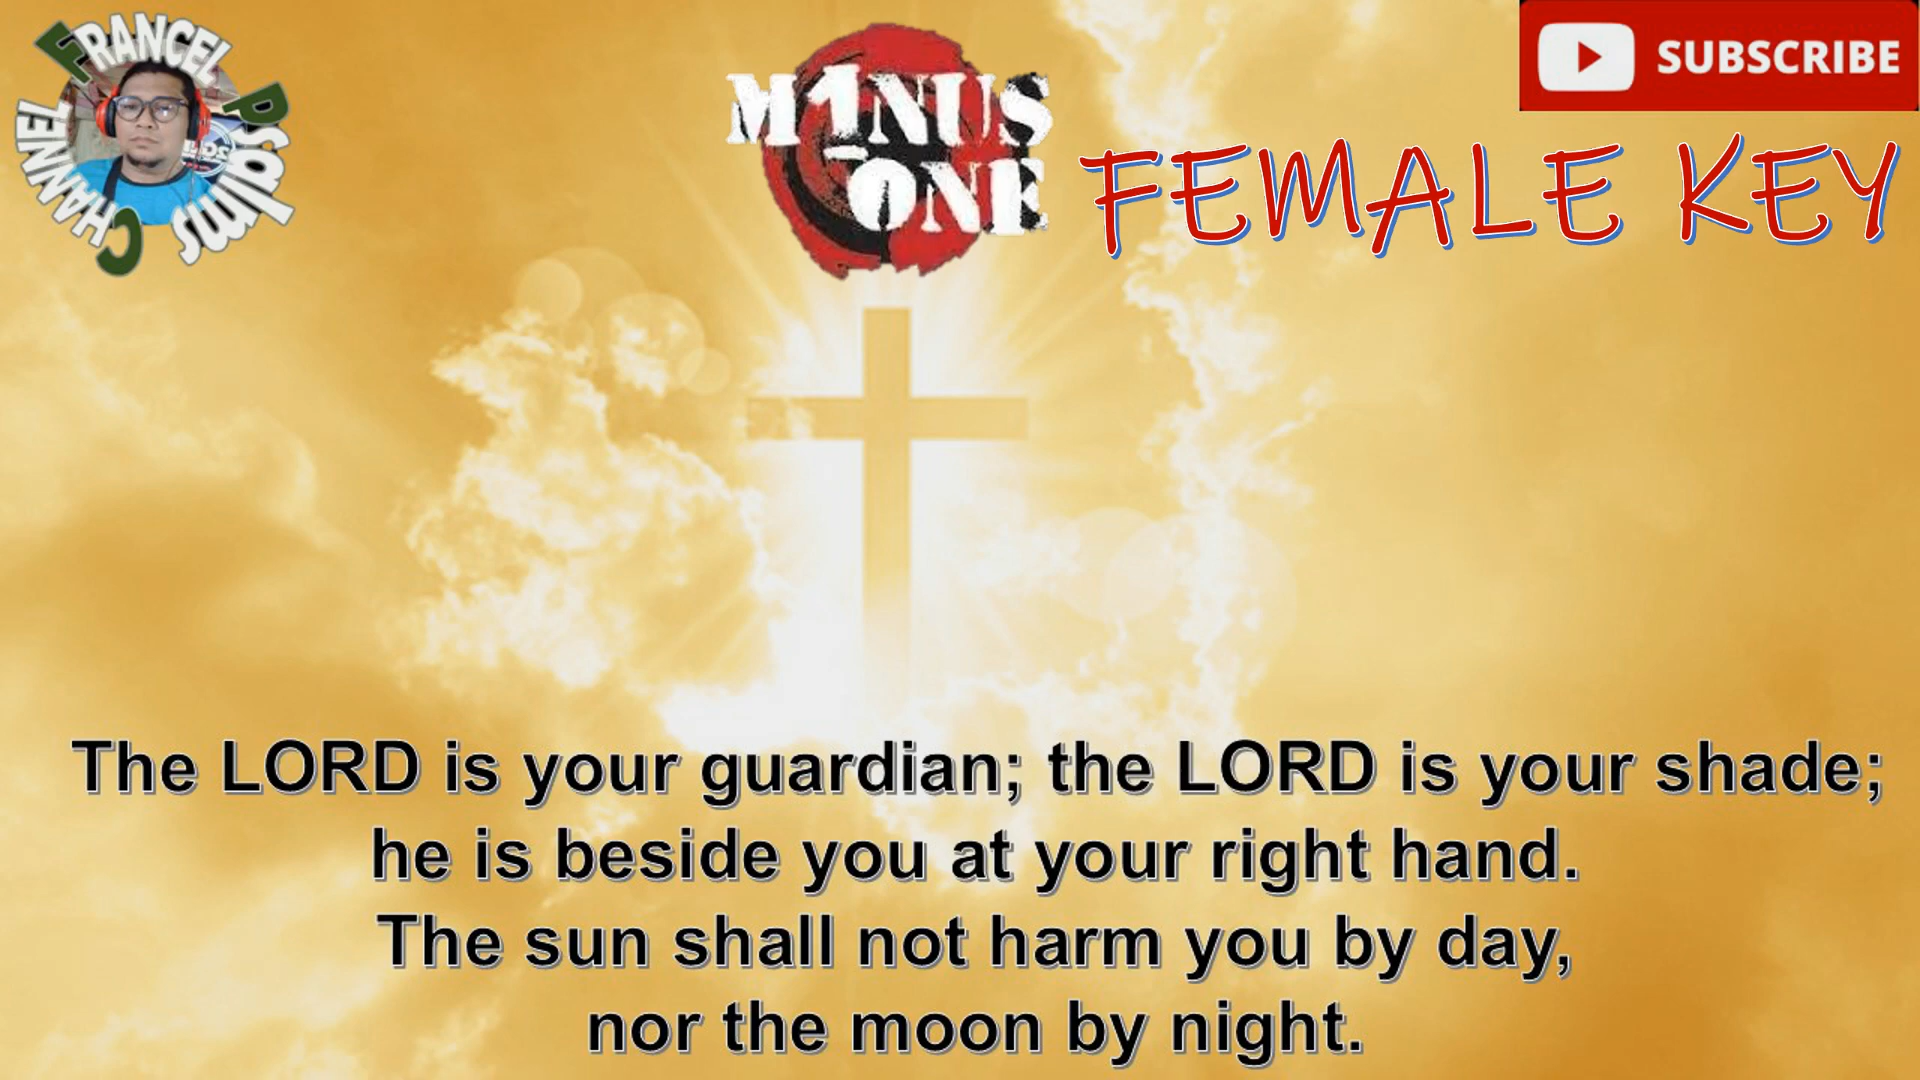 FRANCEL Psalms CHANNEL
M1NUS
ONE
SUBSCRIBE
FEMALE KEY
The LORD is your guardian; the LORD is your shade;
he is beside you at your right hand.
The sun shall not harm you by day,
nor the moon by night.